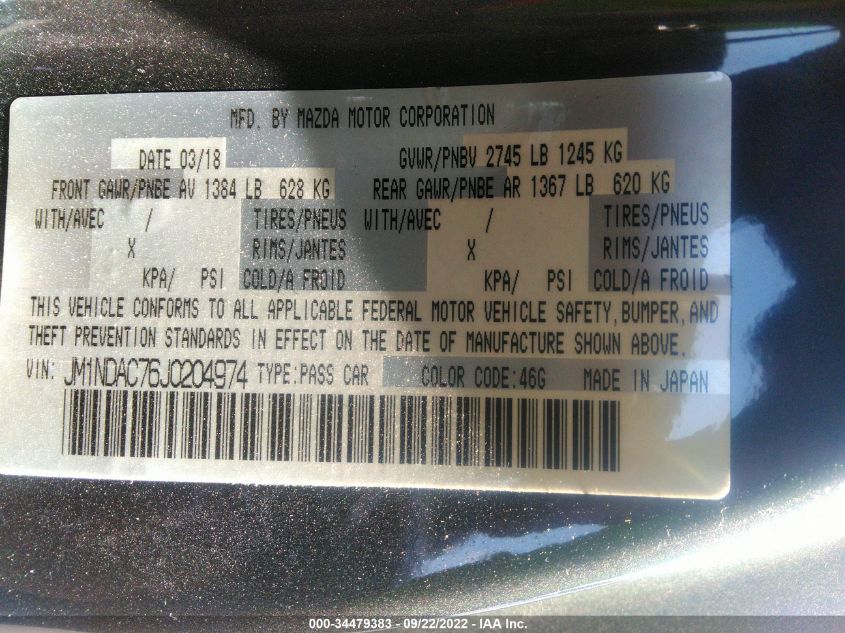 MFD. BY MAZDA MOTOR CORPORATION
DATE 03/18 GVWR/PNBV 2745 LB 1245 KG
FRONT GAWR/PNBE AV 1384 LB 628 KG REAR GAWR/PNBE AR 1367 LB 620 KG
WITH/AVEC / TIRES/PNEUS WITH/AVEC / TIRES/PNEUS
X RIMS/JANTES X RIMS/JANTES
KPA/ PSI COLD/A FROID KPA/ PSI COLD/A FROID
THIS VEHICLE CONFORMS TO ALL APPLICABLE FEDERAL MOTOR VEHICLE SAFETY, BUMPER, AND
THEFT PREVENTION STANDARDS IN EFFECT ON THE DATE OF MANUFACTURE SHOWN ABOVE.
VIN: JM1NDAC76J0204974 TYPE:PASS CAR COLOR CODE:46G MADE IN JAPAN
000-34479383 - 09/22/2022 - IAA Inc.